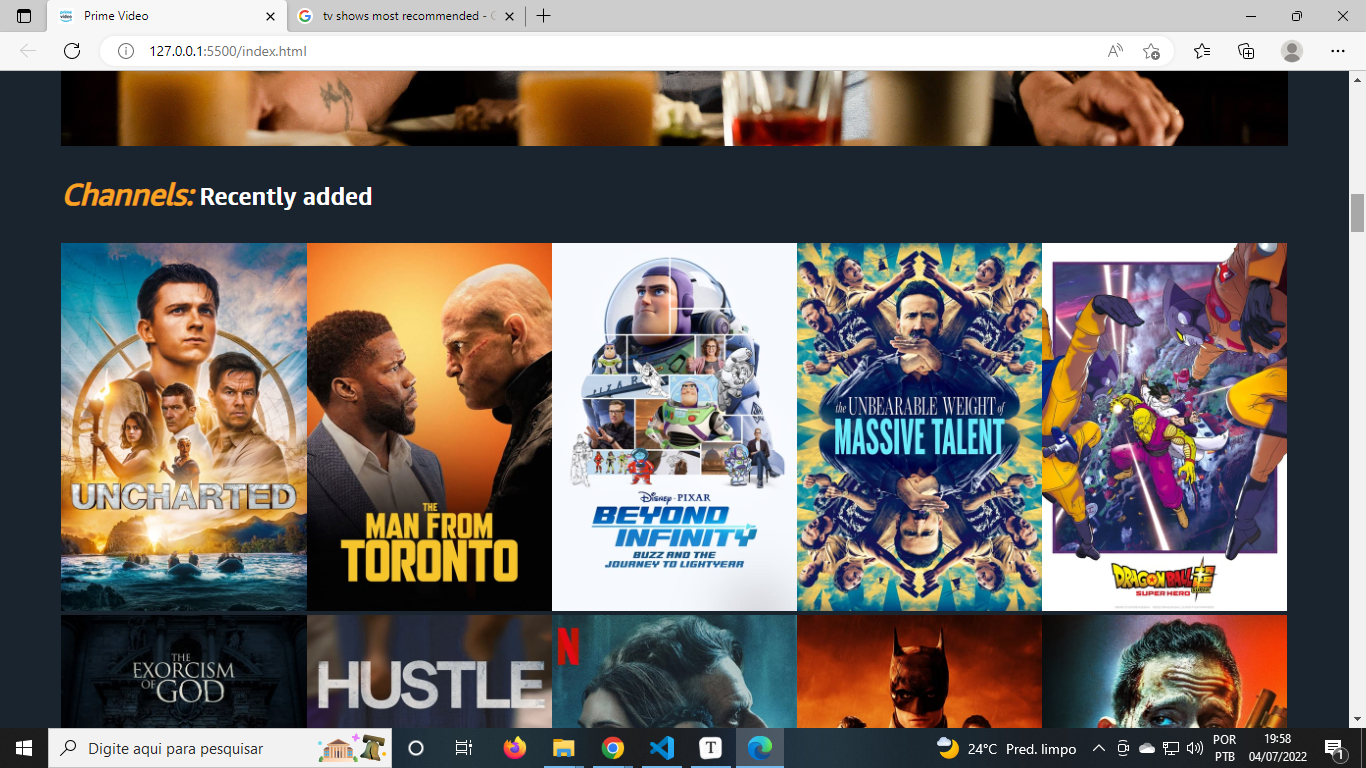 Prime Video
tv shows most recommended - G
127.0.0.1:5500/index.html
Channels: Recently added
UNCHARTED
THE
MAN FROM
TORONTO
Disney · PIXAR
BEYOND
INFINITY
BUZZ AND THE
JOURNEY TO LIGHTYEAR
the UNBEARABLE WEIGHT of
MASSIVE TALENT
DRAGON BALL
SUPER HERO
THE
EXORCISM
OF GOD
HUSTLE
N
Digite aqui para pesquisar
T
24°C Pred. limpo
POR
PTB
19:58
04/07/2022
1